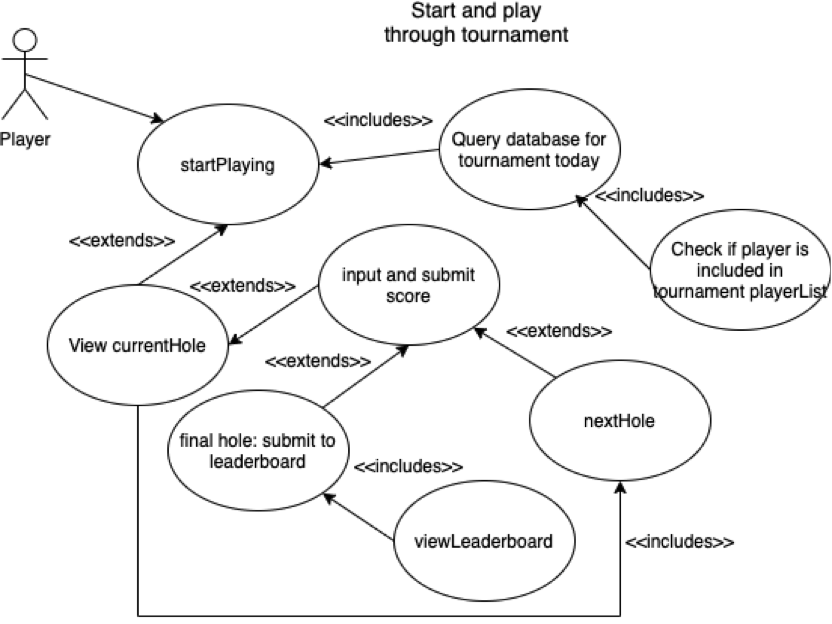 Start and play
through tournament
Player
<<includes>>
startPlaying
Query database for
tournament today
<<includes>>
<<extends>>
Check if player is
included in
tournament playerList
<<extends>>
input and submit
score
View currentHole
<<extends>>
<<extends>>
nextHole
final hole: submit to
leaderboard
<<includes>>
viewLeaderboard
<<includes>>